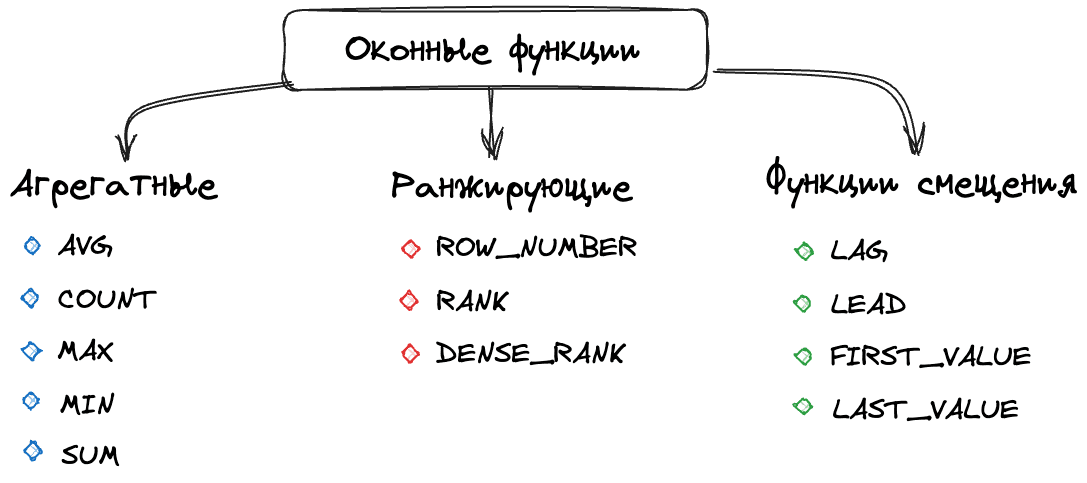 Оконные функции
Агрегатные
AVG
COUNT
MAX
MIN
SUM
Ранжирующие
ROW_NUMBER
RANK
DENSE_RANK
Функции смещения
LAG
LEAD
FIRST_VALUE
LAST_VALUE